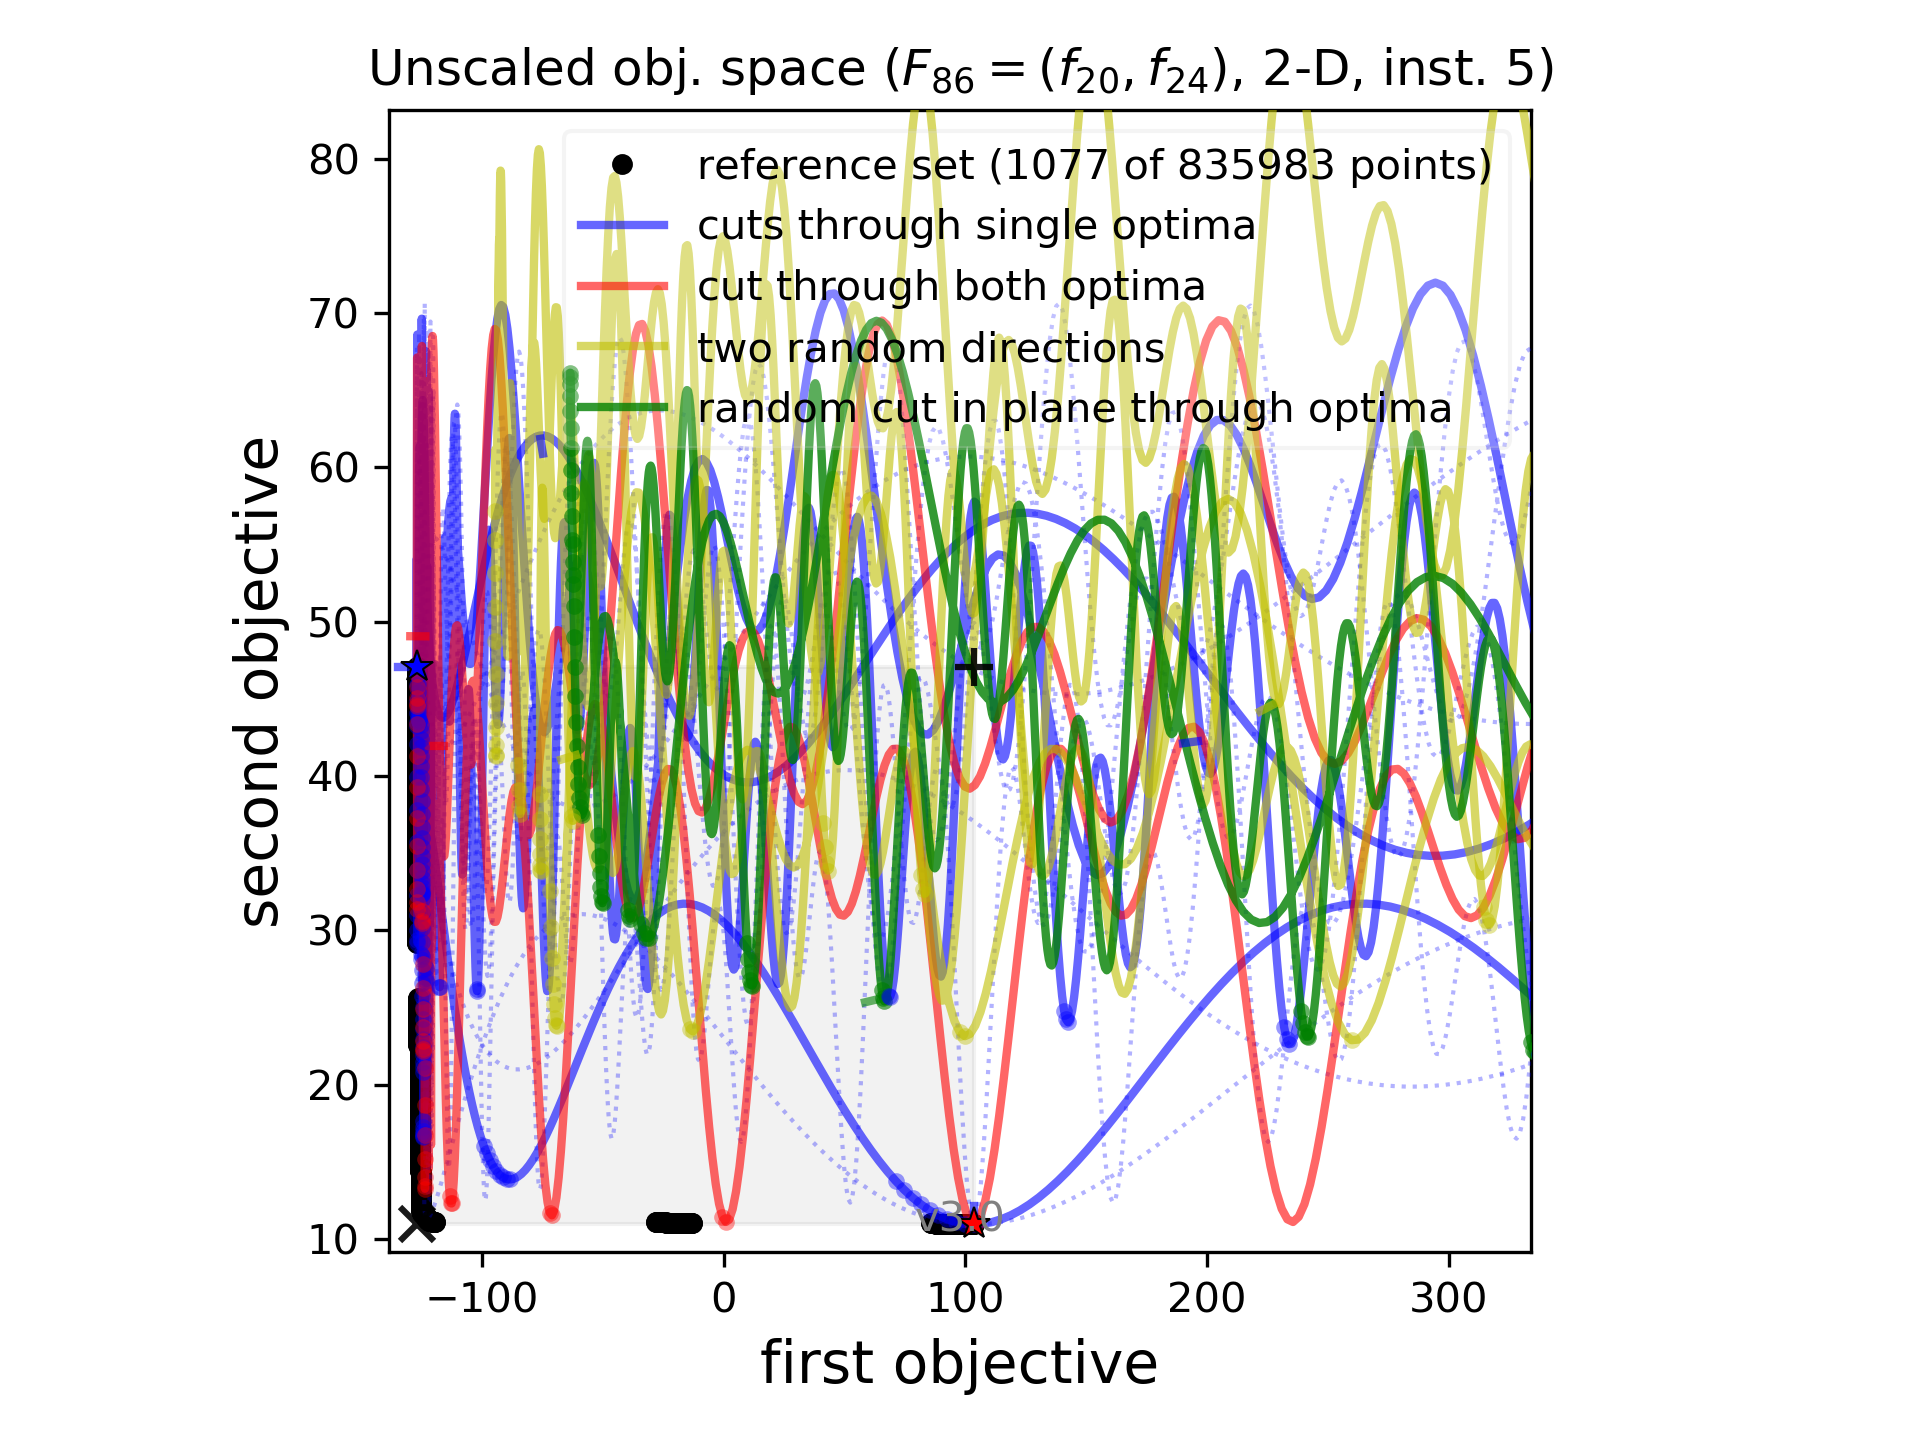 Unscaled obj. space (F86 = (f20, f24), 2-D, inst. 5)
reference set (1077 of 835983 points)
cuts through single optima
cut through both optima
two random directions
random cut in plane through optima
second objective
80
70
60
50
40
30
20
10
v3.0
−100 0 100 200 300
first objective